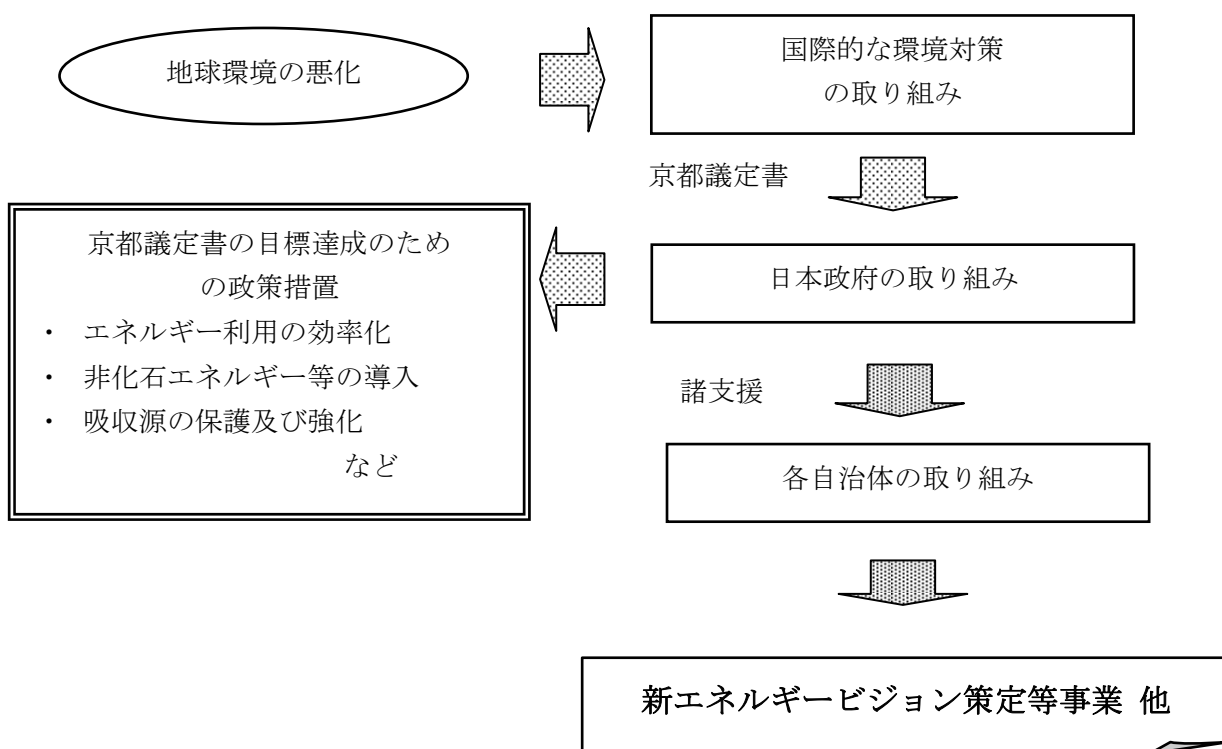 地球環境の悪化
国際的な環境対策
の取り組み
京都議定書
京都議定書の目標達成のため
の政策措置
・ エネルギー利用の効率化
・ 非化石エネルギー等の導入
・ 吸収源の保護及び強化
など
日本政府の取り組み
諸支援
各自治体の取り組み
新エネルギービジョン策定等事業 他